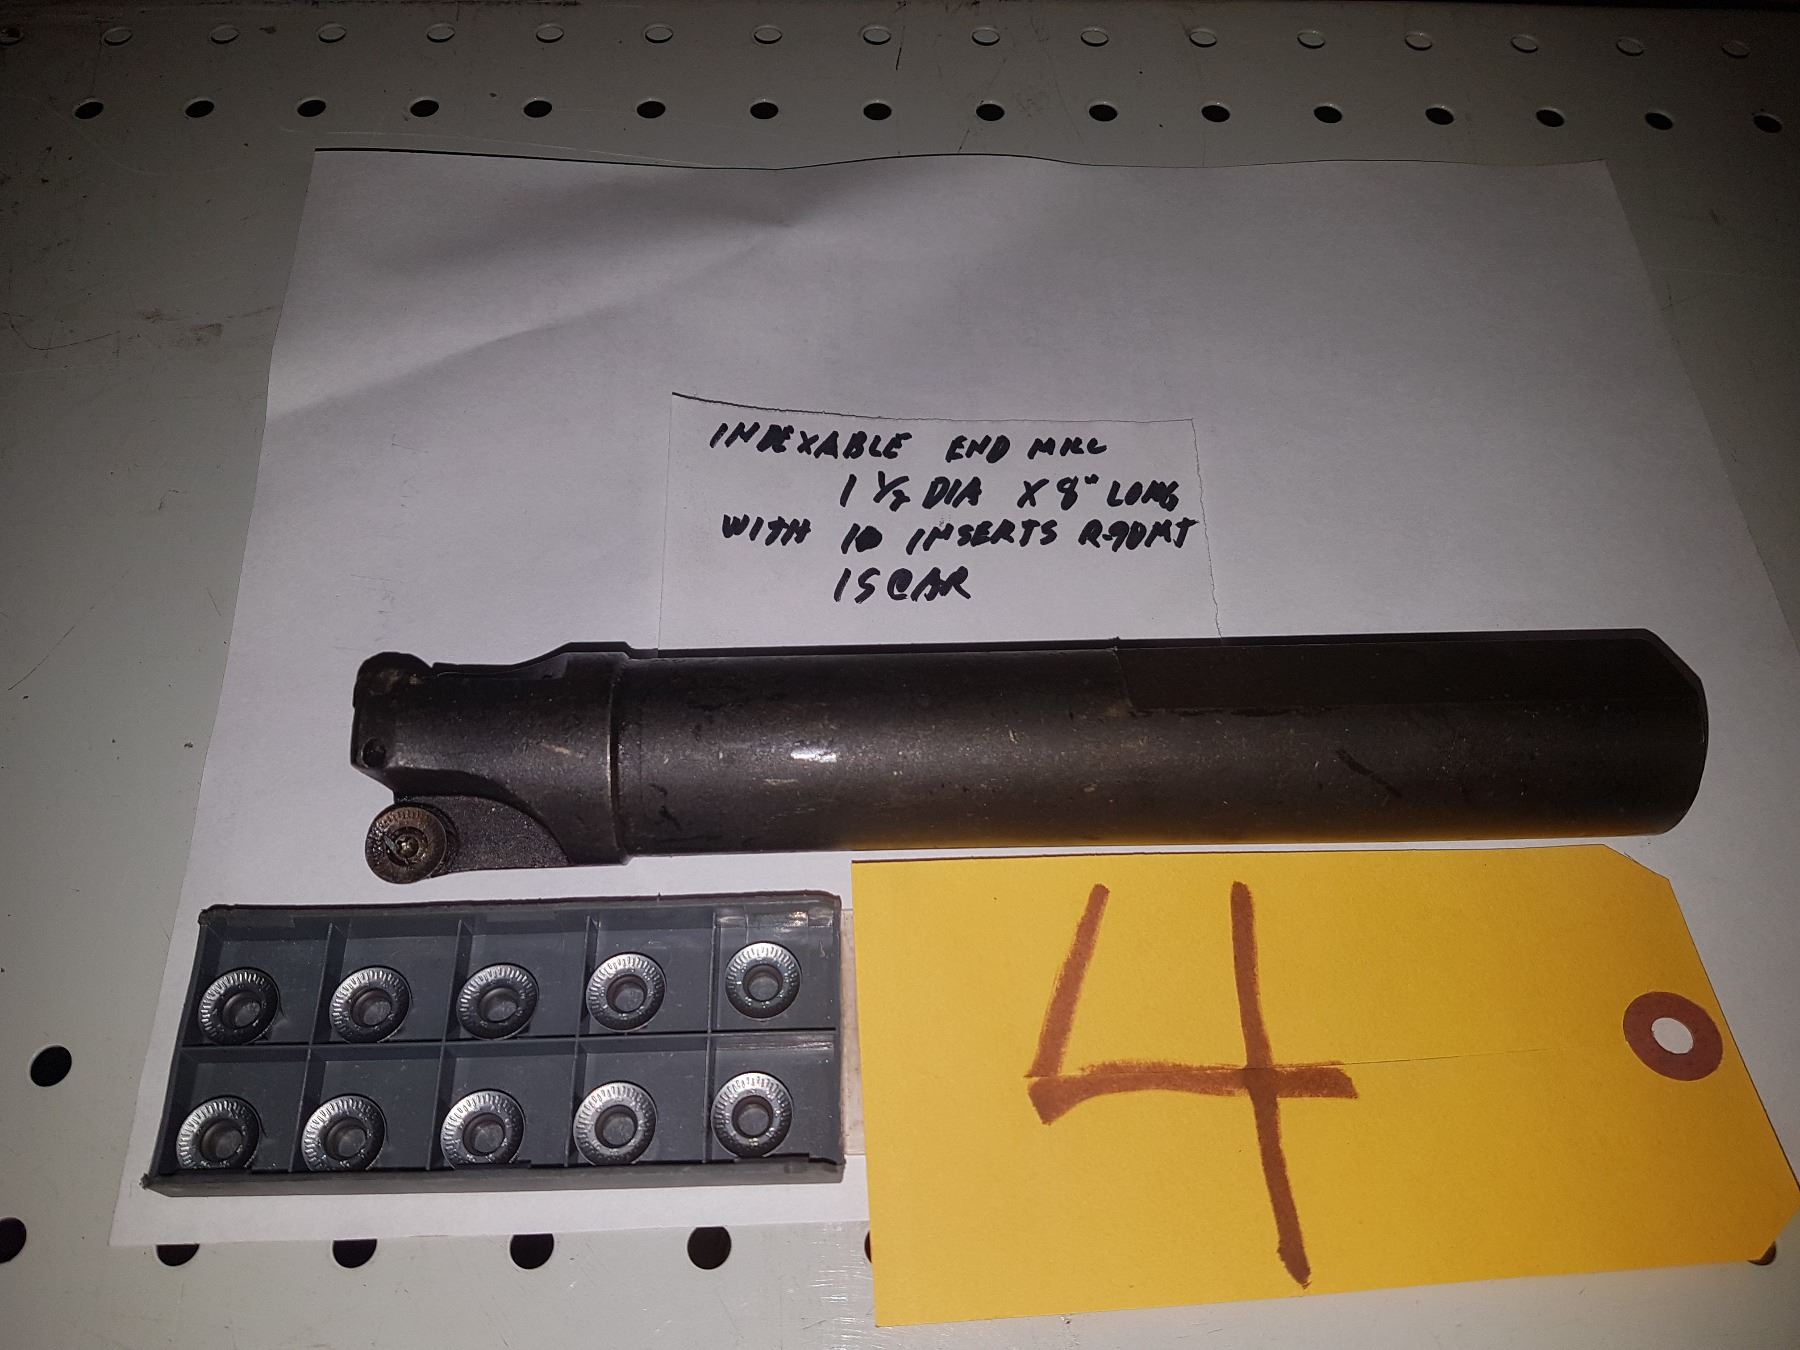 INDEXABLE END MILL
1 1/2 DIA X 8" LONG
WITH 10 INSERTS R-90MT
ISCAR
4